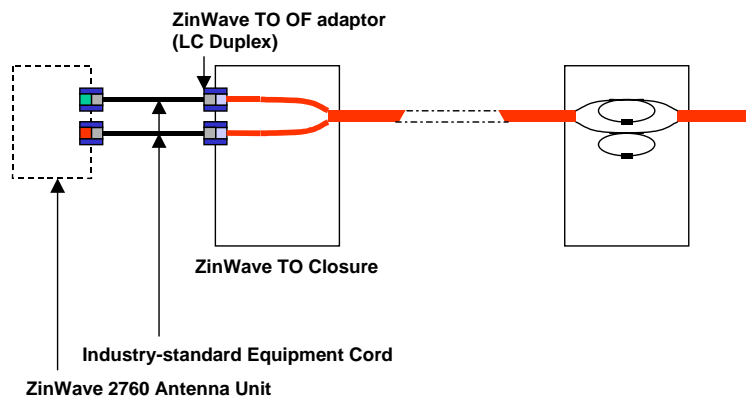 ZinWave TO OF adaptor
(LC Duplex)
ZinWave TO Closure
Industry-standard Equipment Cord
ZinWave 2760 Antenna Unit